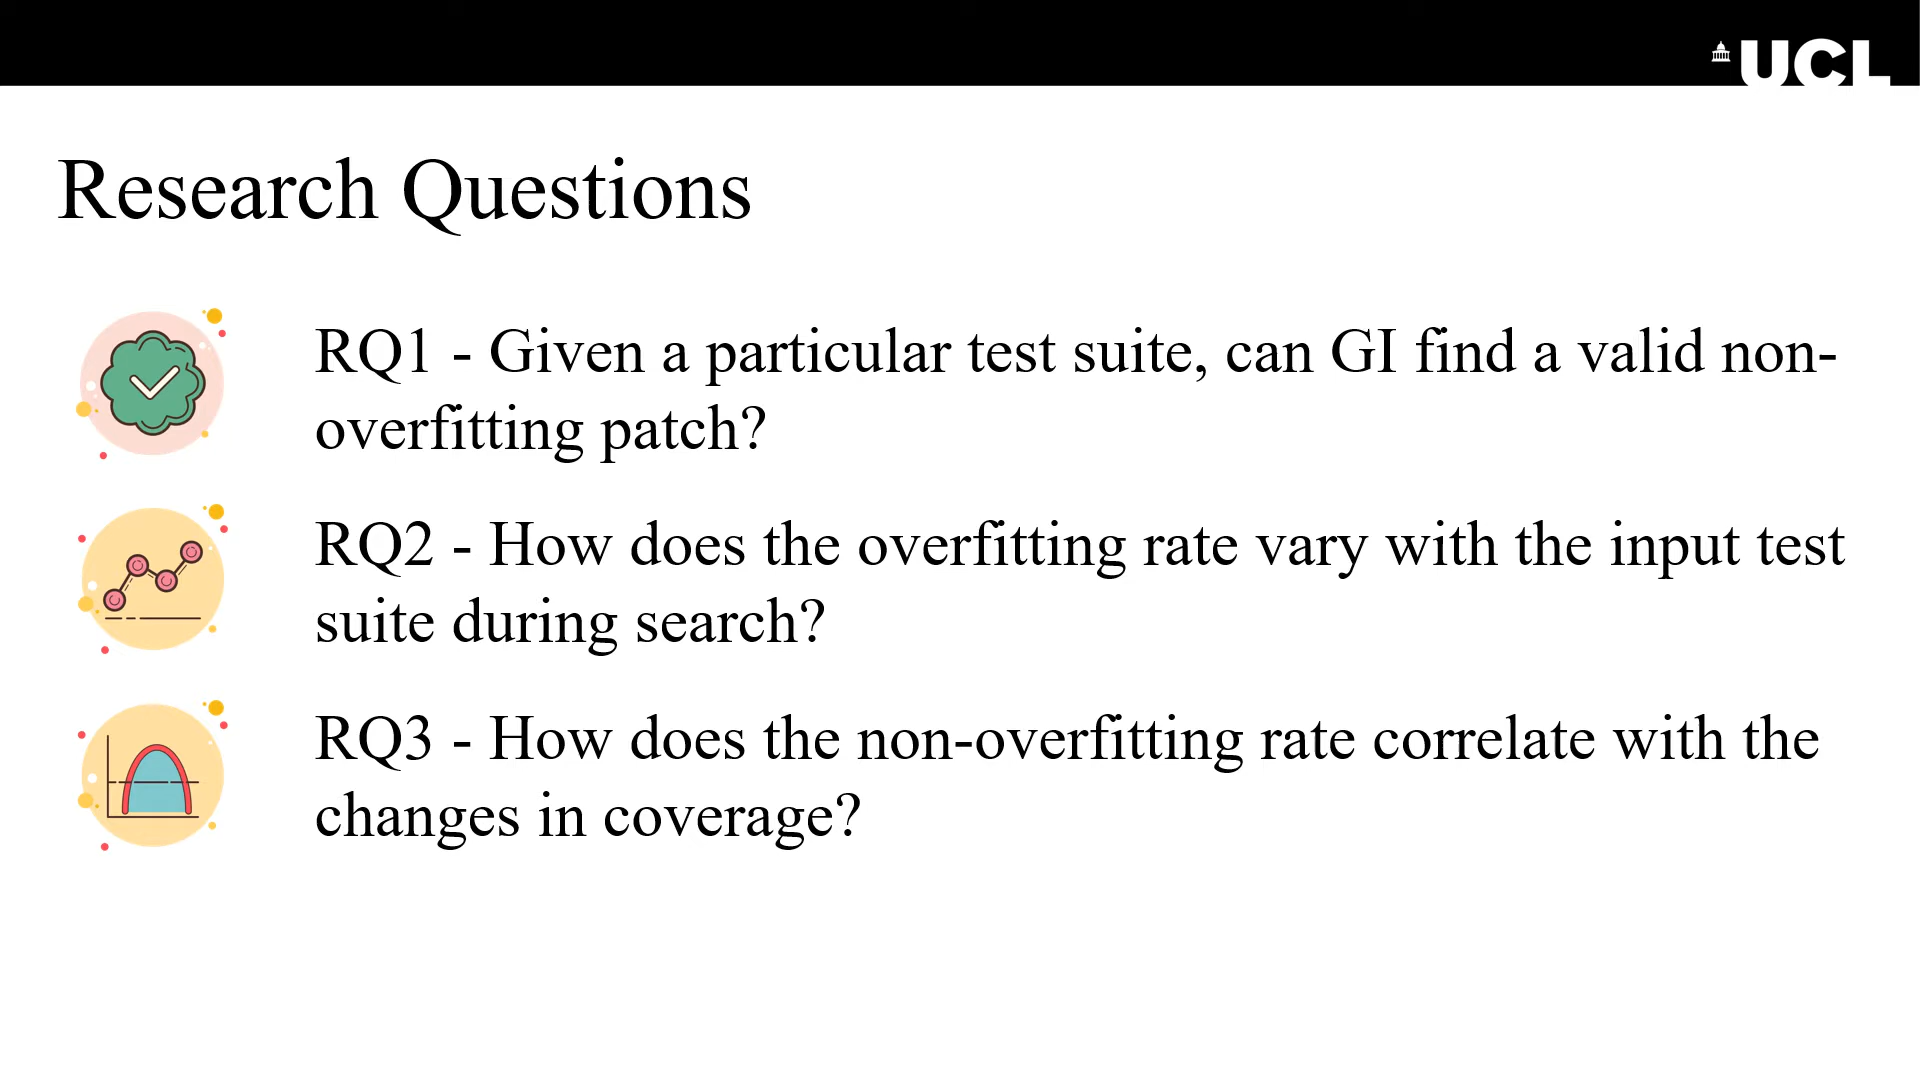 UCL
Research Questions
RQ1 - Given a particular test suite, can GI find a valid non-
overfitting patch?
RQ2 - How does the overfitting rate vary with the input test
suite during search?
RQ3 - How does the non-overfitting rate correlate with the
changes in coverage?